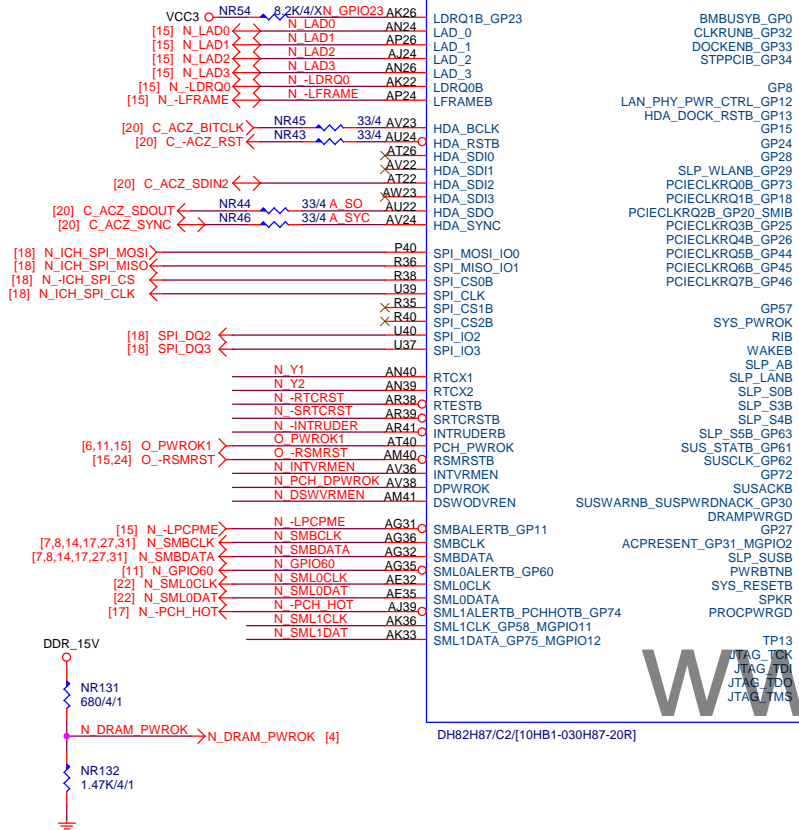 VCC3 NR54 8.2K/4/X N_GPIO23 AK26 LDRQ1B_GP23 BMBUSYB_GP0
[15] N_LAD0 AN24 LAD_0 CLKRUNB_GP32
[15] N_LAD1 AP26 LAD_1 DOCKENB_GP33
[15] N_LAD2 AJ24 LAD_2 STPPCIB_GP34
[15] N_LAD3 AN26 LAD_3
[15] N_-LDRQ0 N_-LDRQ0 AK22 LDRQ0B GP8
[15] N_-LFRAME N_-LFRAME AP24 LFRAMEB LAN_PHY_PWR_CTRL_GP12
HDA_DOCK_RSTB_GP13
[20] C_ACZ_BITCLK NR45 33/4 AV23 HDA_BCLK GP15
[20] C_-ACZ_RST NR43 33/4 AU24 HDA_RSTB GP24
AT26 HDA_SDI0 GP28
AV22 HDA_SDI1 SLP_WLANB_GP29
[20] C_ACZ_SDIN2 AT22 HDA_SDI2 PCIECLKRQ0B_GP73
AW23 HDA_SDI3 PCIECLKRQ1B_GP18
[20] C_ACZ_SDOUT NR44 33/4 A_SO AU22 HDA_SDO PCIECLKRQ2B_GP20_SMIB
[20] C_ACZ_SYNC NR46 33/4 A_SYC AV24 HDA_SYNC PCIECLKRQ3B_GP25
PCIECLKRQ4B_GP26
[18] N_ICH_SPI_MOSI P40 SPI_MOSI_IO0 PCIECLKRQ5B_GP44
[18] N_ICH_SPI_MISO R36 SPI_MISO_IO1 PCIECLKRQ6B_GP45
[18] N_-ICH_SPI_CS R38 SPI_CS0B PCIECLKRQ7B_GP46
[18] N_ICH_SPI_CLK U39 SPI_CLK
R35 SPI_CS1B GP57
R40 SPI_CS2B SYS_PWROK
[18] SPI_DQ2 U40 SPI_IO2 RIB
[18] SPI_DQ3 U37 SPI_IO3 WAKEB
SLP_AB
N_Y1 AN40 RTCX1 SLP_LANB
N_Y2 AN39 RTCX2 SLP_S0B
N_-RTCRST AR38 RTESTB SLP_S3B
N_-SRTCRST AR39 SRTCRSTB SLP_S4B
N_-INTRUDER AR41 INTRUDERB SLP_S5B_GP63
[6,11,15] O_PWROK1 O_PWROK1 AT40 PCH_PWROK SUS_STATB_GP61
[15,24] O_-RSMRST O_-RSMRST AM40 RSMRSTB SUSCLK_GP62
N_INTVRMEN AV36 INTVRMEN GP72
N_PCH_DPWROK AV38 DPWROK SUSACKB
N_DSWVRMEN AM41 DSWODVREN SUSWARNB_SUSPWRDNACK_GP30
DRAMPWRGD
[15] N_-LPCPME N_-LPCPME AG31 SMBALERTB_GP11 GP27
[7,8,14,17,27,31] N_SMBCLK N_SMBCLK AG36 SMBCLK ACPRESENT_GP31_MGPIO2
[7,8,14,17,27,31] N_SMBDATA N_SMBDATA AG32 SMBDATA SLP_SUSB
[11] N_GPIO60 N_GPIO60 AG35 SML0ALERTB_GP60 PWRBTNB
[22] N_SML0CLK N_SML0CLK AE32 SML0CLK SYS_RESETB
[22] N_SML0DAT N_SML0DAT AE35 SML0DATA SPKR
[17] N_-PCH_HOT N_-PCH_HOT AJ39 SML1ALERTB_PCHHOTB_GP74 PROCPWRGD
N_SML1CLK AK36 SML1CLK_GP58_MGPIO11
N_SML1DAT AK33 SML1DATA_GP75_MGPIO12 TP13
JTAG_TCK
JTAG_TDI
JTAG_TDO
JTAG_TMS
DDR_15V
NR131
680/4/1
N_DRAM_PWROK N_DRAM_PWROK [4]
NR132
1.47K/4/1
DH82H87/C2/[10HB1-030H87-20R]